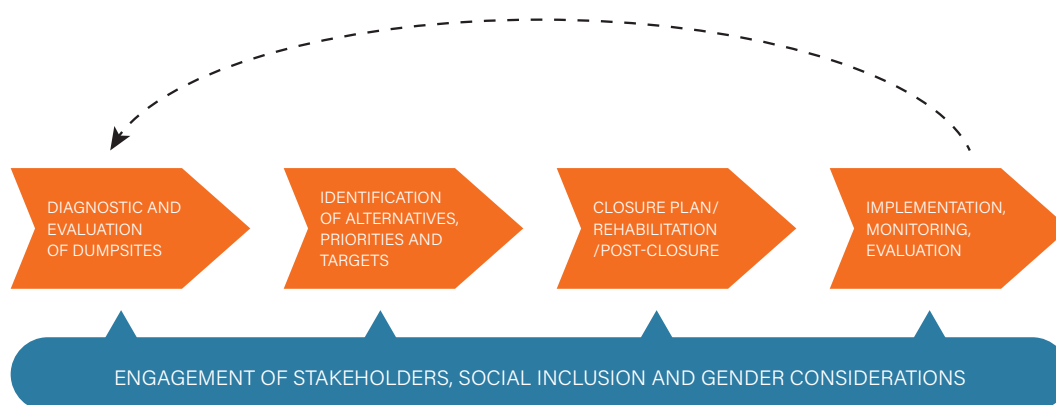 DIAGNOSTIC AND
EVALUATION
OF DUMPSITES
IDENTIFICATION
OF ALTERNATIVES,
PRIORITIES AND
TARGETS
CLOSURE PLAN/
REHABILITATION
/POST-CLOSURE
IMPLEMENTATION,
MONITORING,
EVALUATION
ENGAGEMENT OF STAKEHOLDERS, SOCIAL INCLUSION AND GENDER CONSIDERATIONS